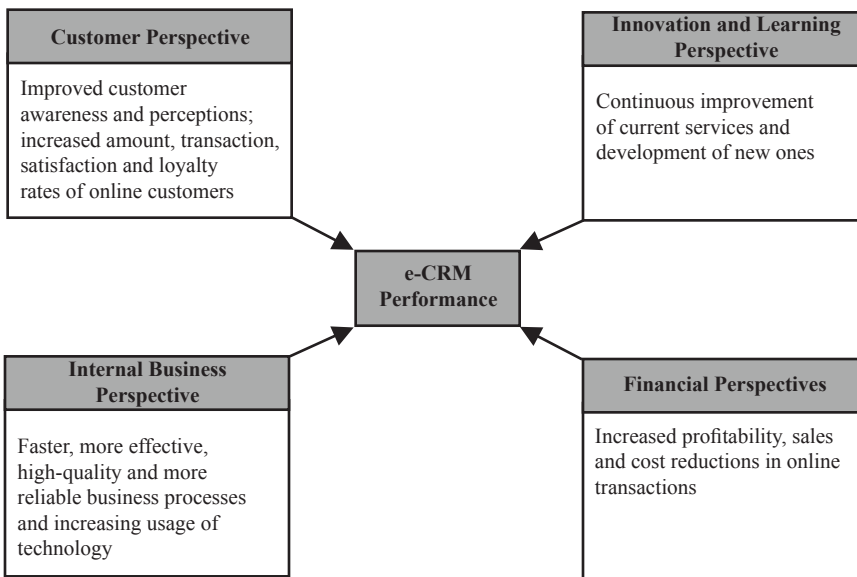 Customer Perspective
Improved customer
awareness and perceptions;
increased amount, transaction,
satisfaction and loyalty
rates of online customers
Innovation and Learning
Perspective
Continuous improvement
of current services and
development of new ones
e-CRM
Performance
Internal Business
Perspective
Faster, more effective,
high-quality and more
reliable business processes
and increasing usage of
technology
Financial Perspectives
Increased profitability, sales
and cost reductions in online
transactions